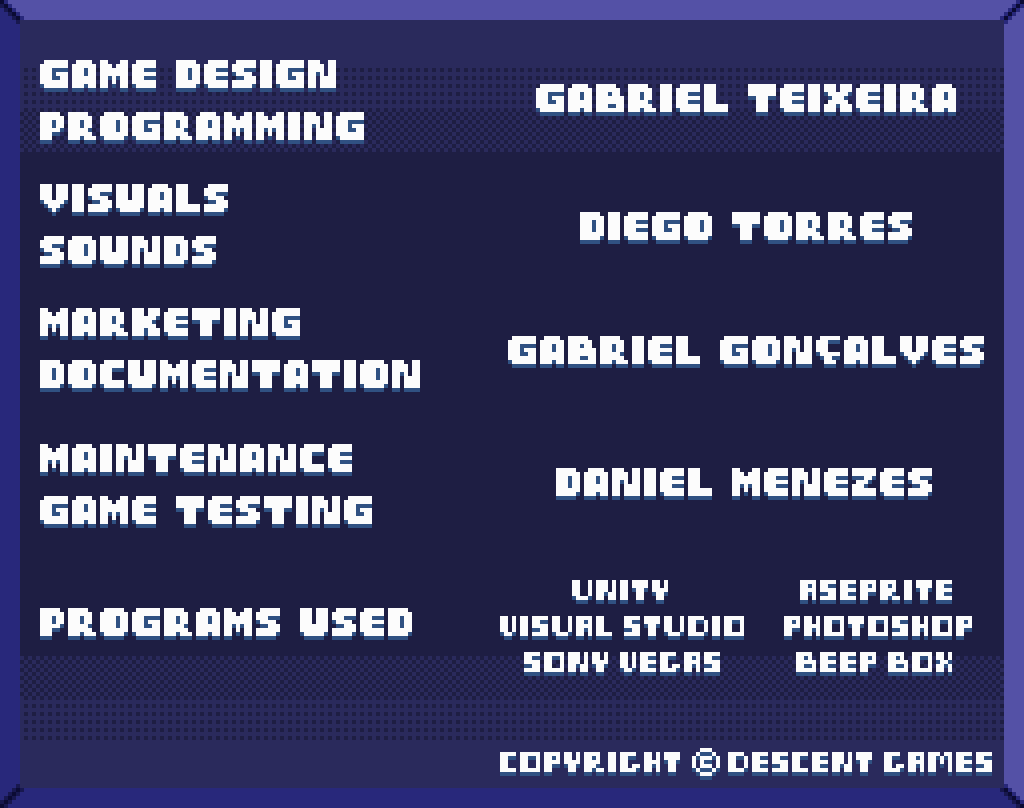 GAME DESIGN
PROGRAMMING
GABRIEL TEIXEIRA
VISUALS
SOUNDS
DIEGO TORRES
MARKETING
DOCUMENTATION
GABRIEL GONÇALVES
MAINTENANCE
GAME TESTING
DANIEL MENEZES
PROGRAMS USED
UNITY
VISUAL STUDIO
SONY VEGAS
ASEPRITE
PHOTOSHOP
BEEP BOX
COPYRIGHT © DESCENT GAMES